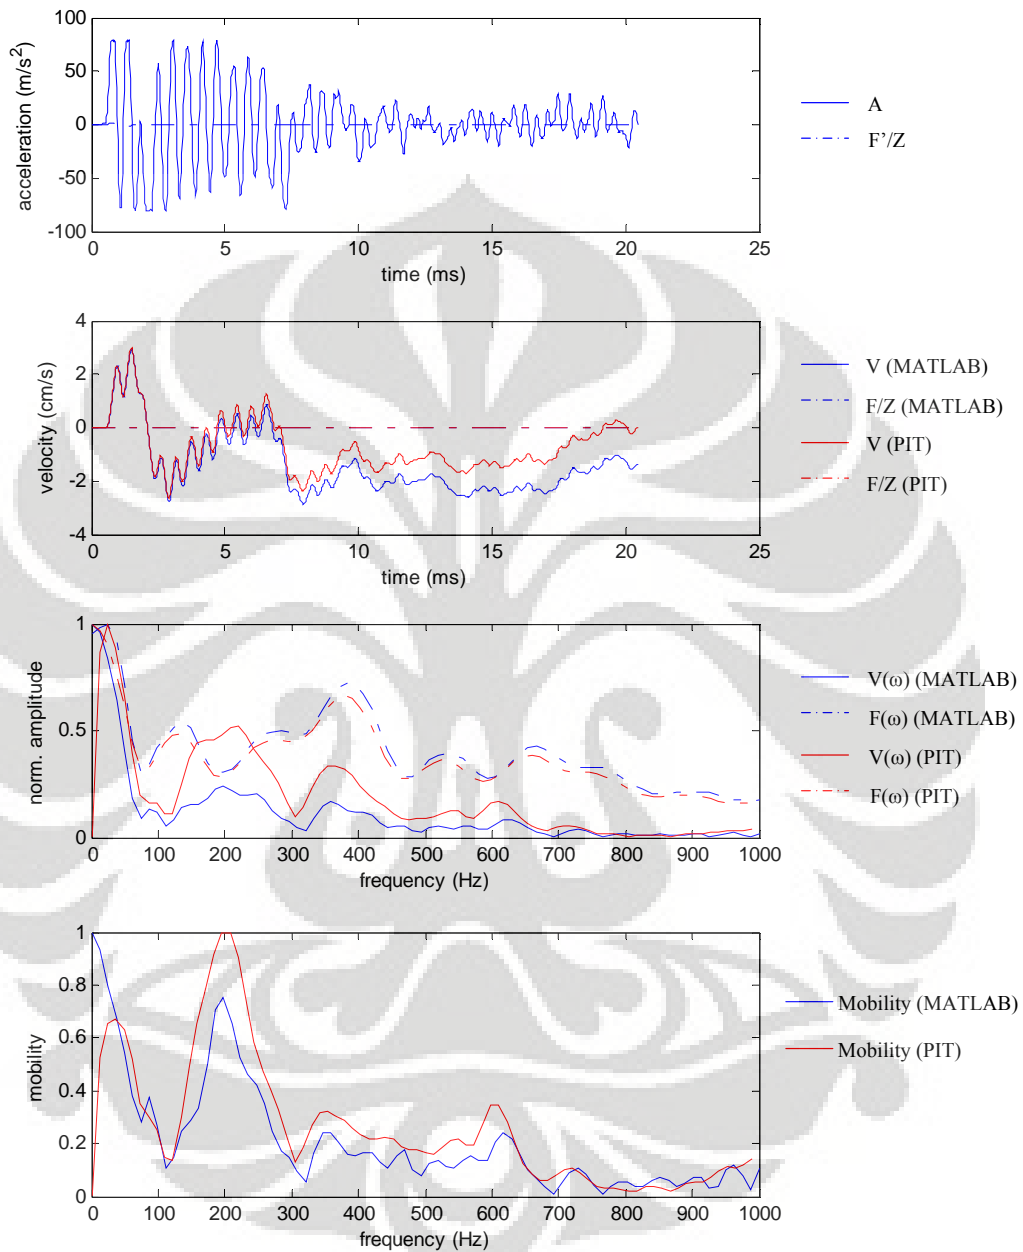 100
50
0
-50
-100
acceleration (m/s²)
0 5 10 15 20 25
time (ms)
A
F'/Z
4
2
0
-2
-4
velocity (cm/s)
0 5 10 15 20 25
time (ms)
V (MATLAB)
F/Z (MATLAB)
V (PIT)
F/Z (PIT)
1
0.5
0
norm. amplitude
0 100 200 300 400 500 600 700 800 900 1000
frequency (Hz)
V(ω) (MATLAB)
F(ω) (MATLAB)
V(ω) (PIT)
F(ω) (PIT)
1
0.8
0.6
0.4
0.2
0
mobility
0 100 200 300 400 500 600 700 800 900 1000
frequency (Hz)
Mobility (MATLAB)
Mobility (PIT)